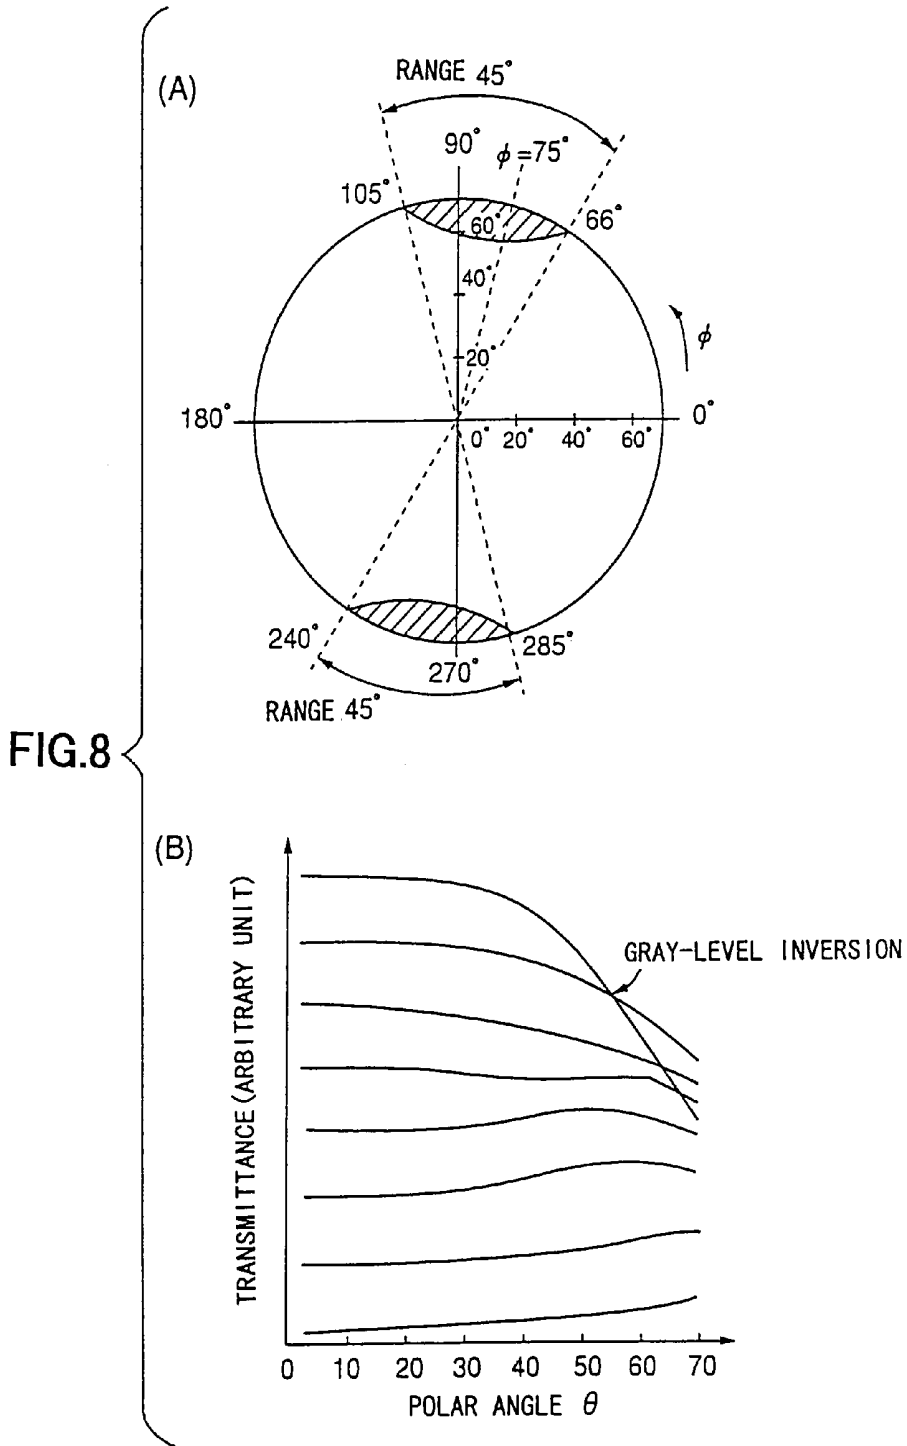 FIG.8
(A)
RANGE 45°
90°
φ=75°
105°
66°
60°
40°
20°
φ
180°
0°
0° 20° 40° 60°
240°
270°
285°
RANGE 45°
(B)
TRANSMITTANCE(ARBITRARY UNIT)
GRAY-LEVEL INVERSION
0 10 20 30 40 50 60 70
POLAR ANGLE θ